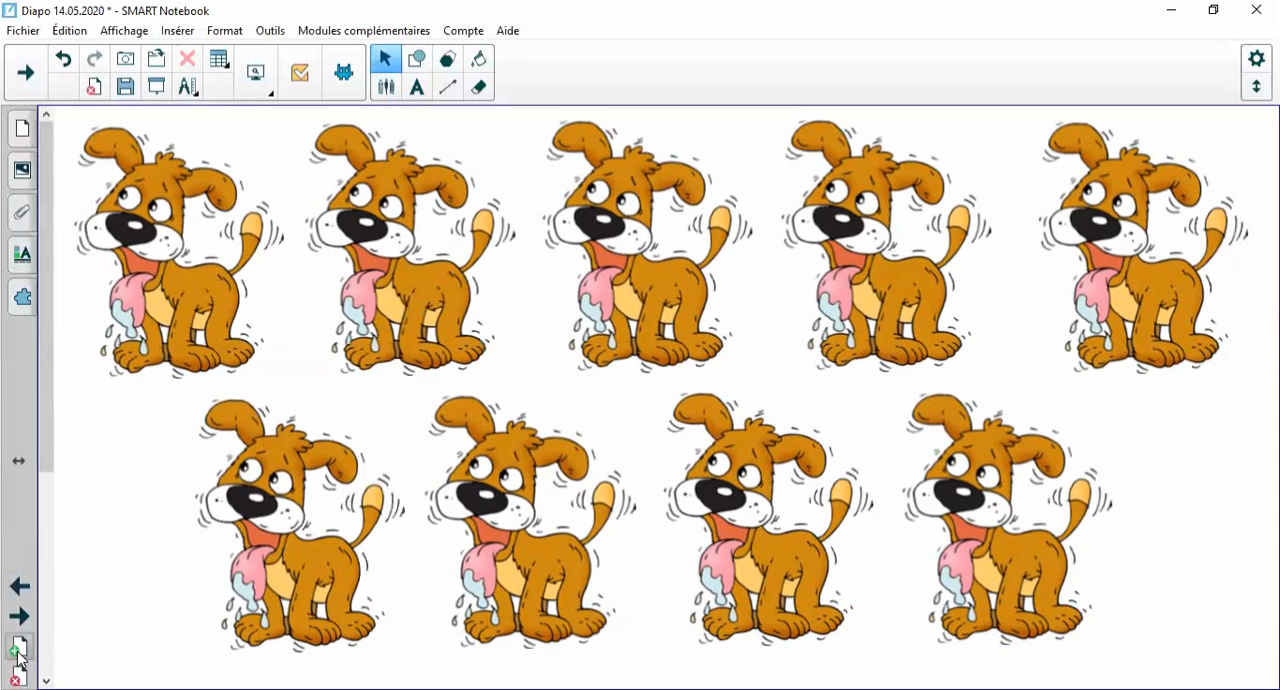 Diapo 14.05.2020 * - SMART Notebook
Fichier Édition Affichage Insérer Format Outils Modules complémentaires Compte Aide
A
A